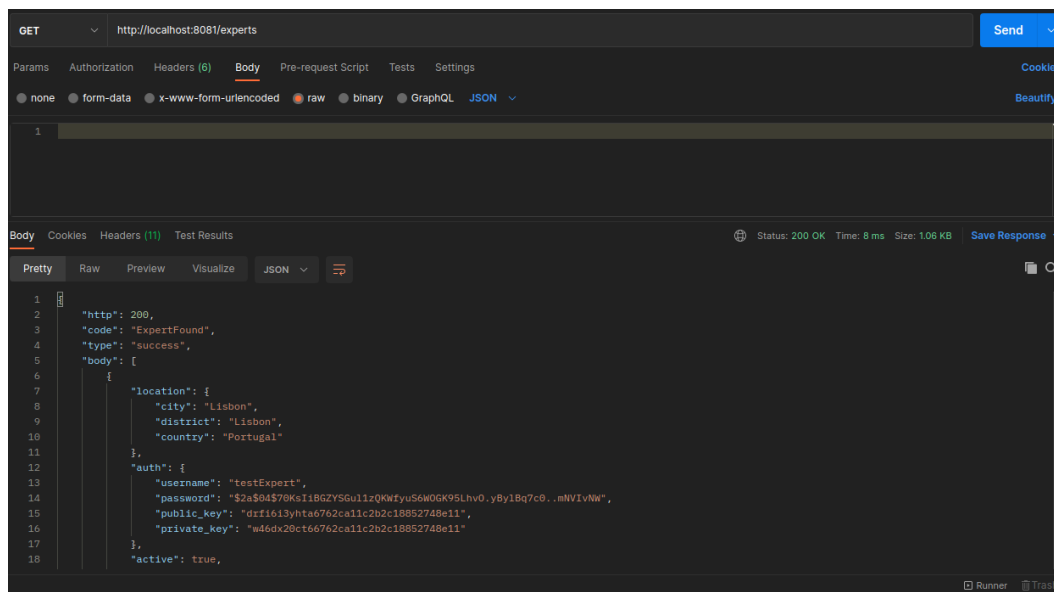 GET http://localhost:8081/experts Send
Params Authorization Headers (6) Body Pre-request Script Tests Settings Cookie
none form-data x-www-form-urlencoded raw binary GraphQL JSON Beautify
1
Body Cookies Headers (11) Test Results Status: 200 OK Time: 8 ms Size: 1.06 KB Save Response
Pretty Raw Preview Visualize JSON
1 {
2 "http": 200,
3 "code": "ExpertFound",
4 "type": "success",
5 "body": [
6 {
7 "location": {
8 "city": "Lisbon",
9 "district": "Lisbon",
10 "country": "Portugal"
11 },
12 "auth": {
13 "username": "testExpert",
14 "password": "$2a$04$70KsIiBGZYSGul1zQKWfyuS6WOGK95LhvO.yBylBq7c0..mNVIvNW",
15 "public_key": "drfi6i3yhta6762ca11c2b2c18852748e11",
16 "private_key": "w46dx20ct66762ca11c2b2c18852748e11"
17 },
18 "active": true,
Runner Trash